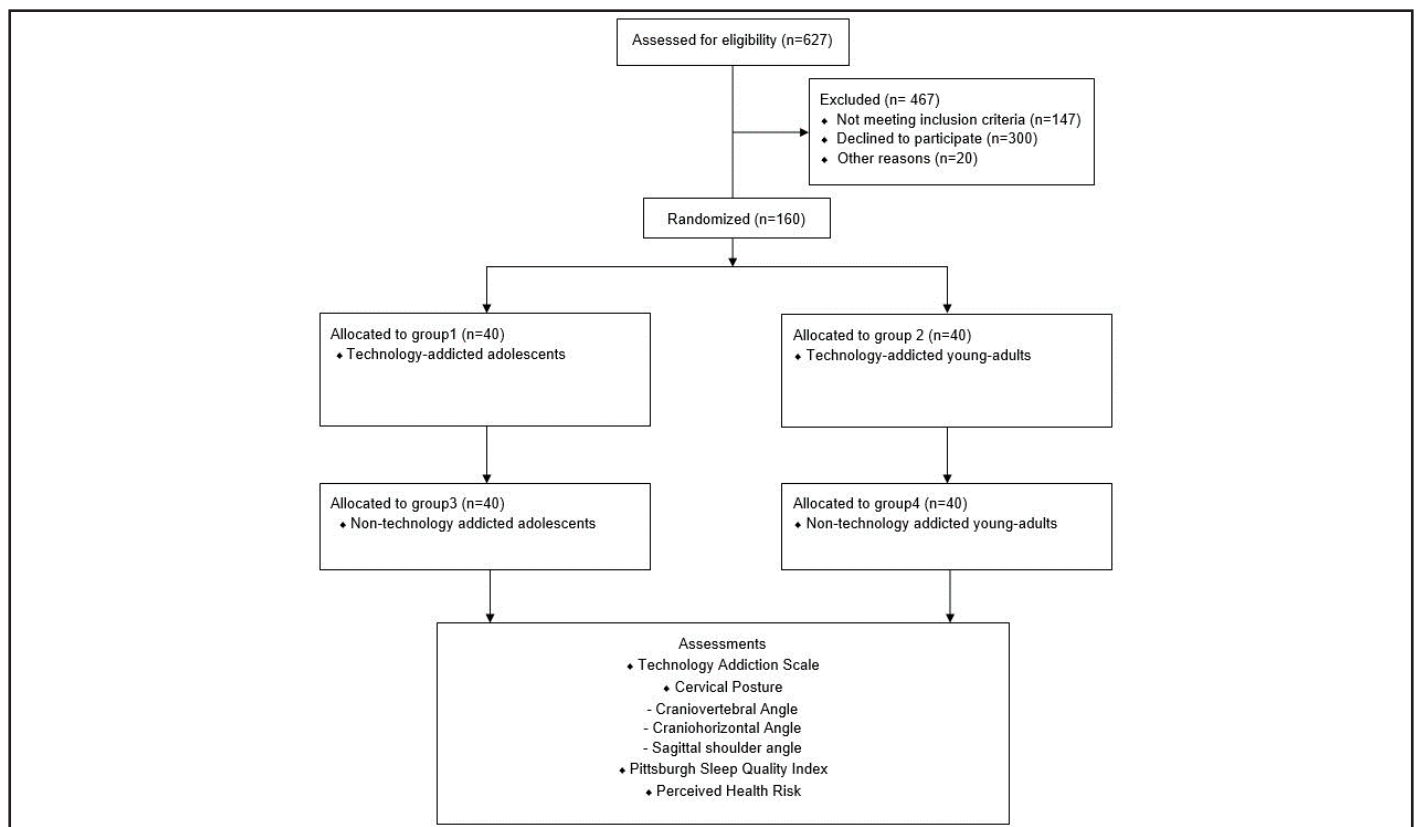 Assessed for eligibility (n=627)
Excluded (n= 467)
⬥ Not meeting inclusion criteria (n=147)
⬥ Declined to participate (n=300)
⬥ Other reasons (n=20)
Randomized (n=160)
Allocated to group1 (n=40)
⬥ Technology-addicted adolescents
Allocated to group 2 (n=40)
⬥ Technology-addicted young-adults
Allocated to group3 (n=40)
⬥ Non-technology addicted adolescents
Allocated to group4 (n=40)
⬥ Non-technology addicted young-adults
Assessments
⬥ Technology Addiction Scale
⬥ Cervical Posture
- Craniovertebral Angle
- Craniohorizontal Angle
- Sagittal shoulder angle
⬥ Pittsburgh Sleep Quality Index
⬥ Perceived Health Risk